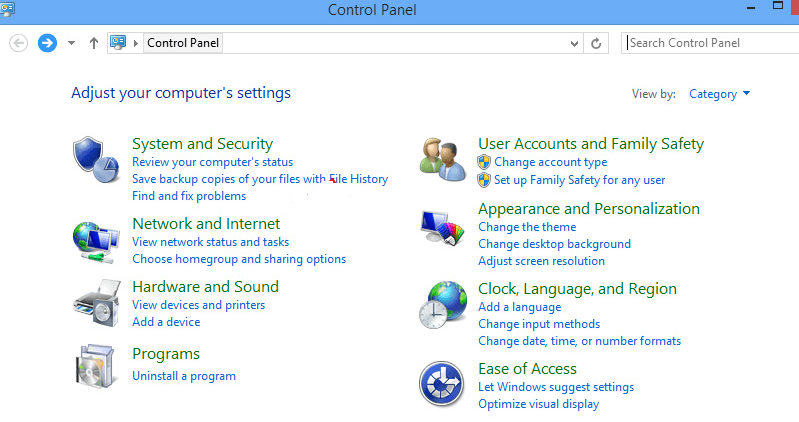 Control Panel
Control Panel
Search Control Panel
Adjust your computer's settings
View by: Category
System and Security
Review your computer's status
Save backup copies of your files with File History
Find and fix problems
Network and Internet
View network status and tasks
Choose homegroup and sharing options
Hardware and Sound
View devices and printers
Add a device
Programs
Uninstall a program
User Accounts and Family Safety
Change account type
Set up Family Safety for any user
Appearance and Personalization
Change the theme
Change desktop background
Adjust screen resolution
Clock, Language, and Region
Add a language
Change input methods
Change date, time, or number formats
Ease of Access
Let Windows suggest settings
Optimize visual display